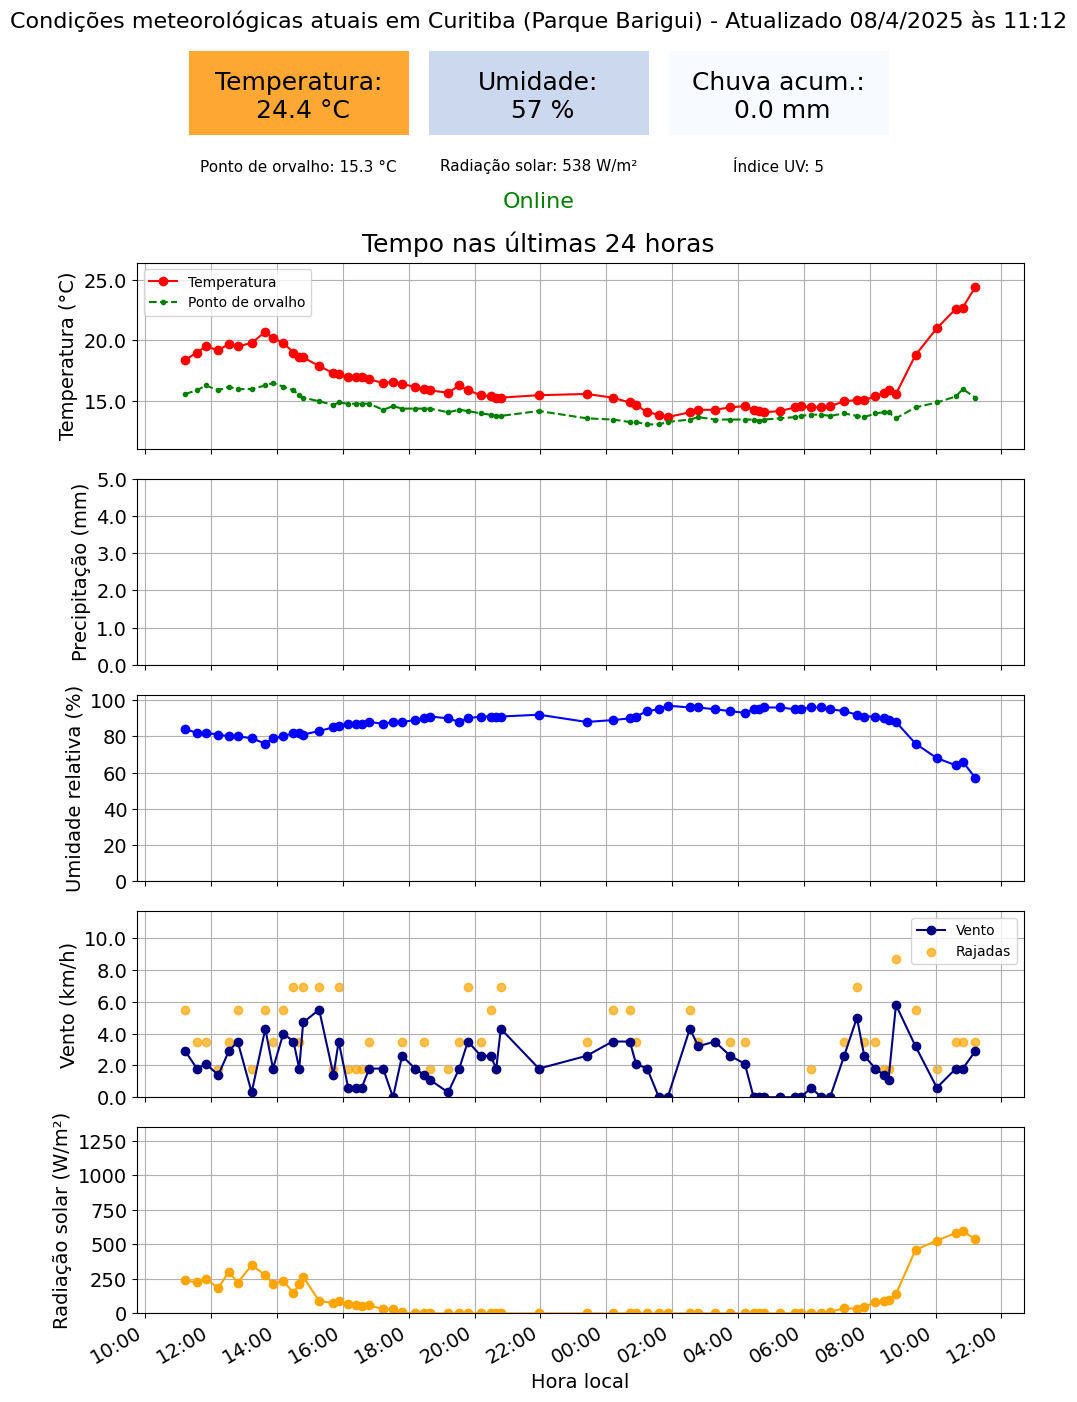 Condições meteorológicas atuais em Curitiba (Parque Barigui) - Atualizado 08/4/2025 às 11:12
Temperatura:
24.4 °C
Umidade:
57 %
Chuva acum.:
0.0 mm
Ponto de orvalho: 15.3 °C
Radiação solar: 538 W/m²
Índice UV: 5
Online
Tempo nas últimas 24 horas
Temperatura (°C)
25.0
20.0
15.0
Temperatura
Ponto de orvalho
Precipitação (mm)
5.0
4.0
3.0
2.0
1.0
0.0
Umidade relativa (%)
100
80
60
40
20
0
Vento (km/h)
10.0
8.0
6.0
4.0
2.0
0.0
Vento
Rajadas
Radiação solar (W/m²)
1250
1000
750
500
250
0
10:00
12:00
14:00
16:00
18:00
20:00
22:00
00:00
02:00
04:00
06:00
08:00
10:00
12:00
Hora local